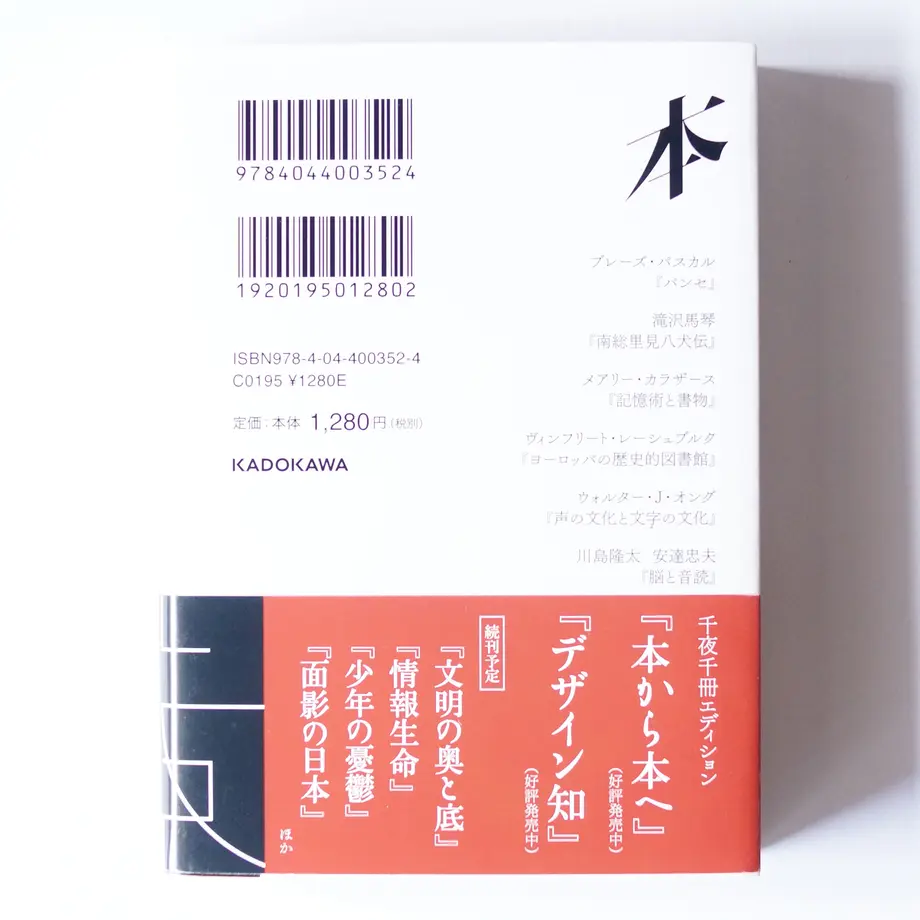 9784044003524
1920195012802
ISBN978-4-04-400352-4
C0195 ¥1280E
定価：本体 1,280円（税別）
KADOKAWA
本
ブレーズ・パスカル
『パンセ』
滝沢馬琴
『南総里見八犬伝』
メアリー・カラザース
『記憶術と書物』
ヴィンフリート・レーシュブルク
『ヨーロッパの歴史的図書館』
ウォルター・J・オング
『声の文化と文字の文化』
川島隆太 安達忠夫
『脳と音読』
千夜千冊エディション
『本から本へ』
（好評発売中）
『デザイン知』
（好評発売中）
続刊予定
『文明の奥と底』
『情報生命』
『少年の憂鬱』
『面影の日本』
ほか